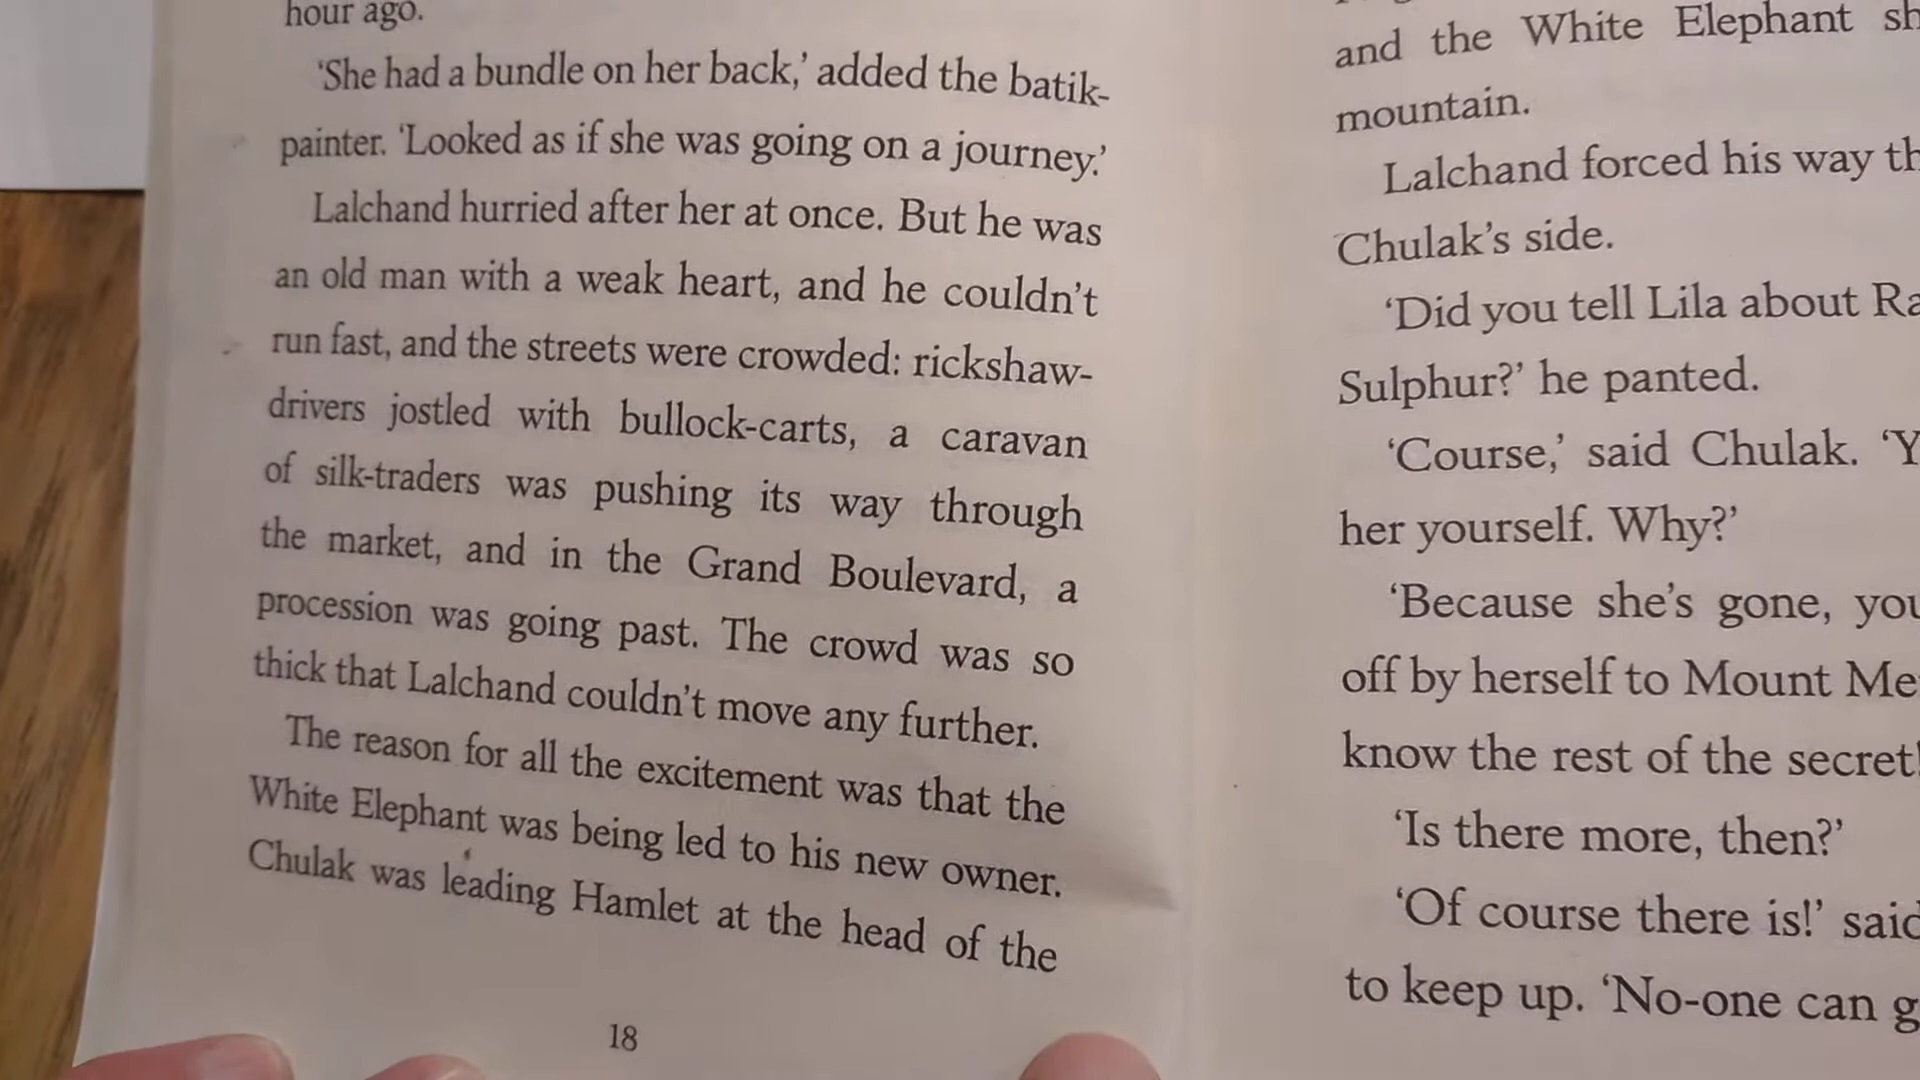 hour ago.
‘She had a bundle on her back,’ added the batik-
painter. ‘Looked as if she was going on a journey.’
Lalchand hurried after her at once. But he was
an old man with a weak heart, and he couldn’t
run fast, and the streets were crowded: rickshaw-
drivers jostled with bullock-carts, a caravan
of silk-traders was pushing its way through
the market, and in the Grand Boulevard, a
procession was going past. The crowd was so
thick that Lalchand couldn’t move any further.
The reason for all the excitement was that the
White Elephant was being led to his new owner.
Chulak was leading Hamlet at the head of the
18
and the White Elephant
mountain.
Lalchand forced his way
Chulak’s side.
‘Did you tell Lila about
Sulphur?’ he panted.
‘Course,’ said Chulak.
her yourself. Why?’
‘Because she’s gone,
off by herself to Mount
know the rest of the secret!
‘Is there more, then?’
‘Of course there is!’ said
to keep up. ‘No-one can